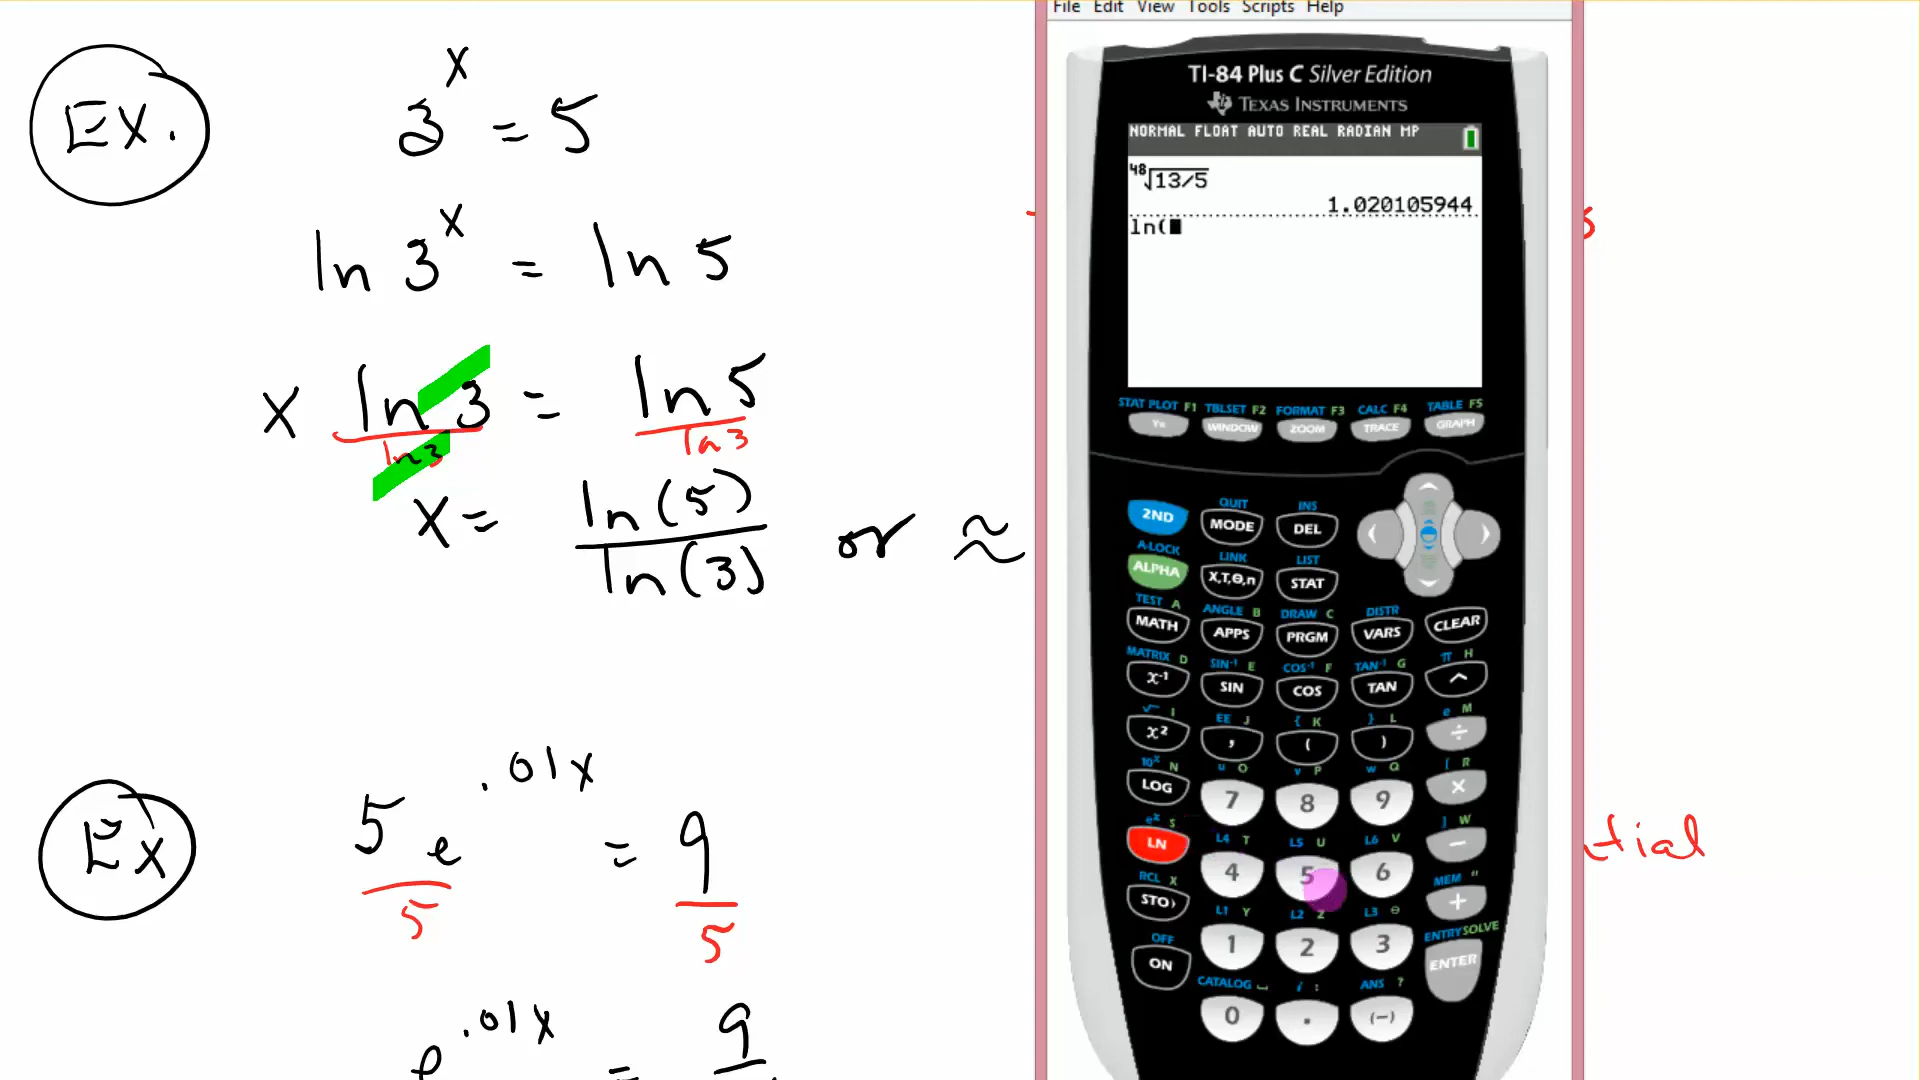 File Edit View Tools Scripts Help
EX.
3^x = 5
ln 3^x = ln 5
x ln 3 = ln 5
ln 3 ln 3
x = ln(5) or ≈
ln(3)
Ex
5 e^.01x = 9
5 5
e^.01x = 9
tial
TI-84 Plus C Silver Edition
TEXAS INSTRUMENTS
NORMAL FLOAT AUTO REAL RADIAN MP
48√13/5
1.020105944
ln(
STAT PLOT F1 TBLSET F2 FORMAT F3 CALC F4 TABLE F5
Y= WINDOW ZOOM TRACE GRAPH
QUIT INS
2ND MODE DEL
A-LOCK LINK LIST
ALPHA X,T,Θ,n STAT
TEST A ANGLE B DRAW C DISTR
MATH APPS PRGM VARS CLEAR
MATRIX D SIN-1 E COS-1 F TAN-1 G π H
x-1 SIN COS TAN ^
√ I EE J { K } L e M
x2 , ( ) ÷
10x N u O v P w Q [ R
LOG 7 8 9 ×
ex S L4 T L5 U L6 V ] W
LN 4 5 6 −
RCL X L1 Y L2 Z L3 Θ MEM "
STO› 1 2 3 +
OFF CATALOG ⎵ i : ANS ? ENTRY SOLVE
ON 0 . (−) ENTER